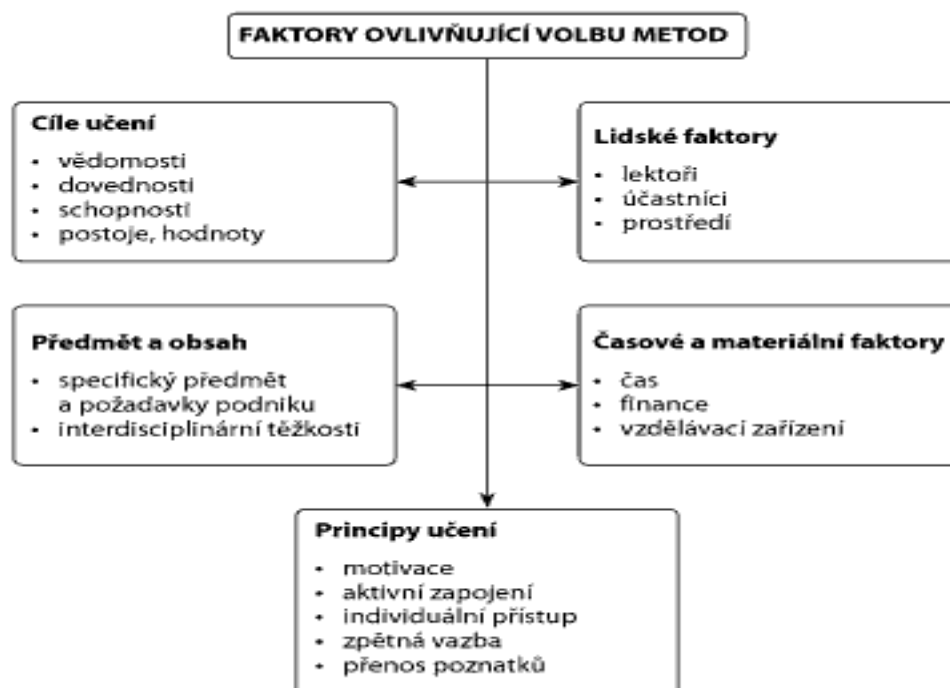 FAKTORY OVLIVŇUJÍCÍ VOLBU METOD
Cíle učení
• vědomosti
• dovednosti
• schopnosti
• postoje, hodnoty
Lidské faktory
• lektoři
• účastníci
• prostředí
Předmět a obsah
• specifický předmět
a požadavky podniku
• interdisciplinární těžkosti
Časové a materiální faktory
• čas
• finance
• vzdělávací zařízení
Principy učení
• motivace
• aktivní zapojení
• individuální přístup
• zpětná vazba
• přenos poznatků